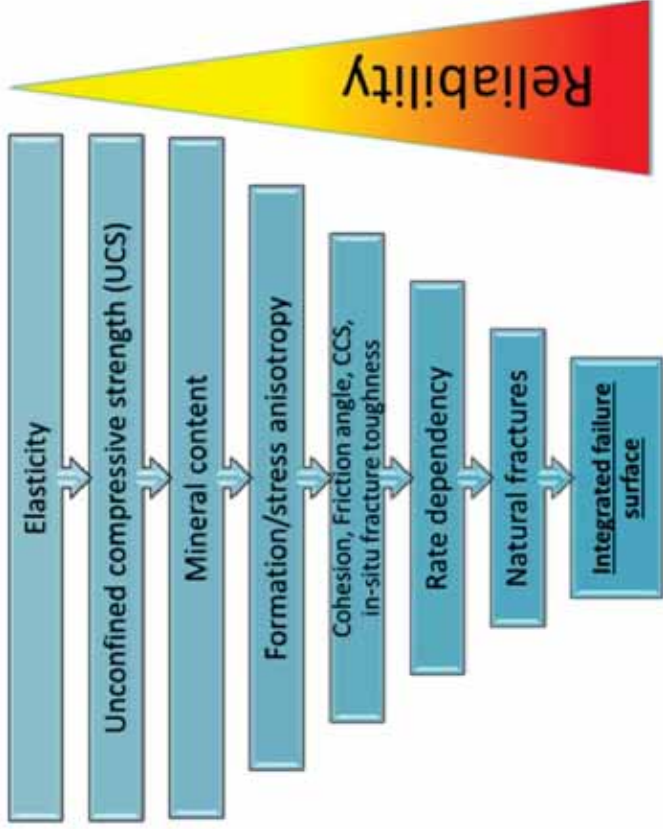 Elasticity
Unconfined compressive strength (UCS)
Mineral content
Formation/stress anisotropy
Cohesion, Friction angle, CCS,
in-situ fracture toughness
Rate dependency
Natural fractures
Integrated failure
surface
Reliability